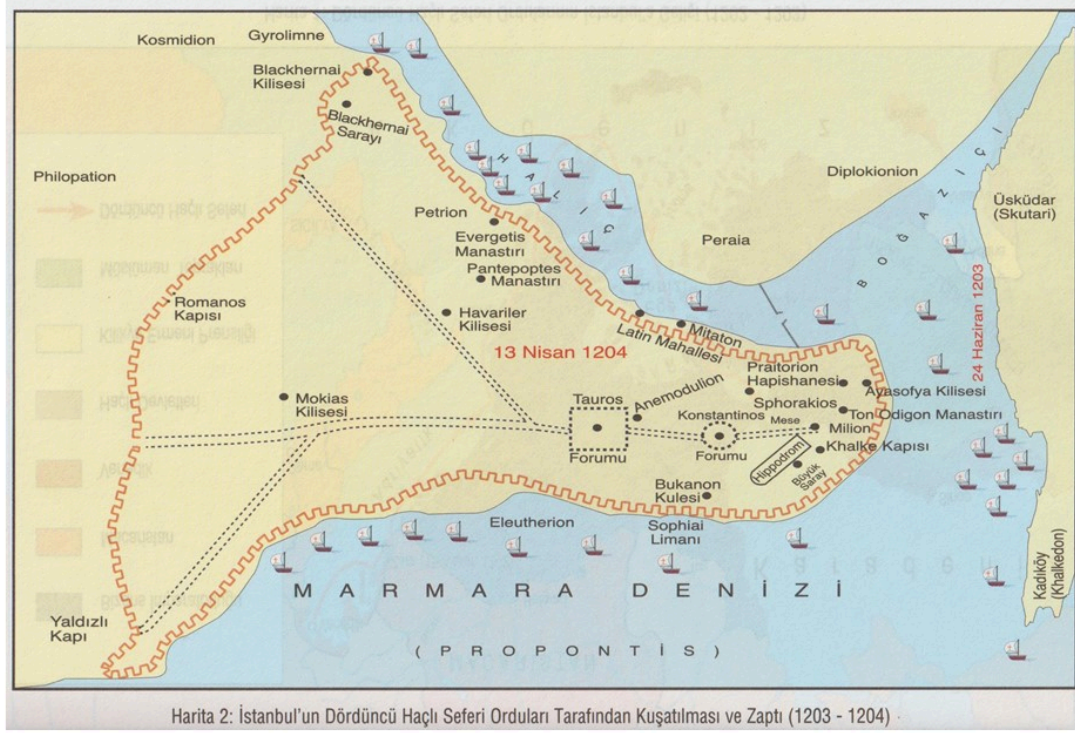 Kosmidion
Gyrolimne
Blackhernai
Kilisesi
Blackhernai
Sarayı
Philopation
HALİÇ
Diplokionion
BOĞAZİÇİ
Üsküdar
(Skutari)
Petrion
Evergetis
Manastırı
Pantepoptes
Manastırı
Peraia
Romanos
Kapısı
Havariler
Kilisesi
Latin Mahallesi
Mitaton
13 Nisan 1204
24 Haziran 1203
Praitorion
Hapishanesi
Ayasofya Kilisesi
Mokias
Kilisesi
Tauros
Forumu
Anemodulion
Konstantinos
Forumu
Mese
Sphorakios
Ton Odigon Manastırı
Milion
Khalke Kapısı
Hippodrom
Büyük
Saray
Bukanon
Kulesi
Eleutherion
Sophiai
Limanı
MARMARA DENİZİ
(PROPONTİS)
Yaldızlı
Kapı
Kadıköy
(Khalkedon)
Harita 2: İstanbul'un Dördüncü Haçlı Seferi Orduları Tarafından Kuşatılması ve Zaptı (1203 - 1204)